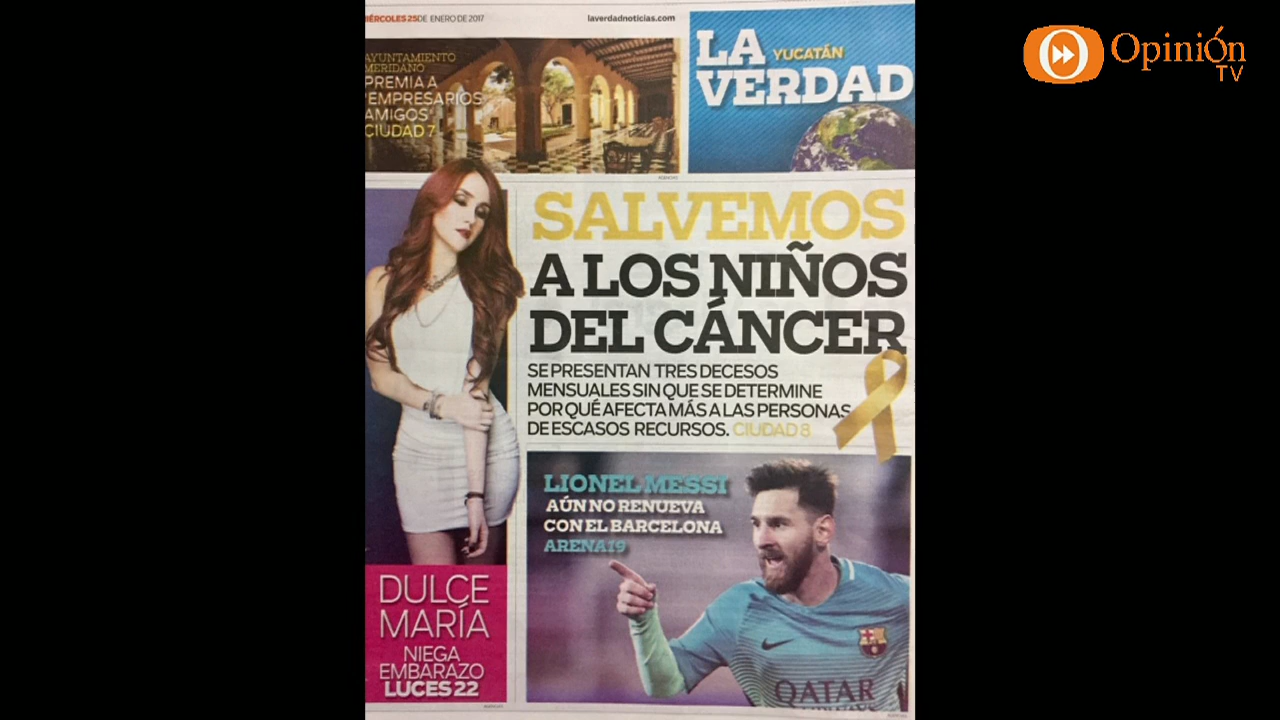 MIÉRCOLES 25 DE ENERO DE 2017
laverdadnoticias.com
AYUNTAMIENTO
MERIDANO
PREMIA A
"EMPRESARIOS
AMIGOS"
CIUDAD 7
LA
YUCATÁN
VERDAD
Opinión
TV
SALVEMOS
A LOS NIÑOS
DEL CÁNCER
SE PRESENTAN TRES DECESOS
MENSUALES SIN QUE SE DETERMINE
POR QUÉ AFECTA MÁS A LAS PERSONAS
DE ESCASOS RECURSOS. CIUDAD 8
LIONEL MESSI
AÚN NO RENUEVA
CON EL BARCELONA
ARENA 19
QATAR
DULCE
MARÍA
NIEGA
EMBARAZO
LUCES 22